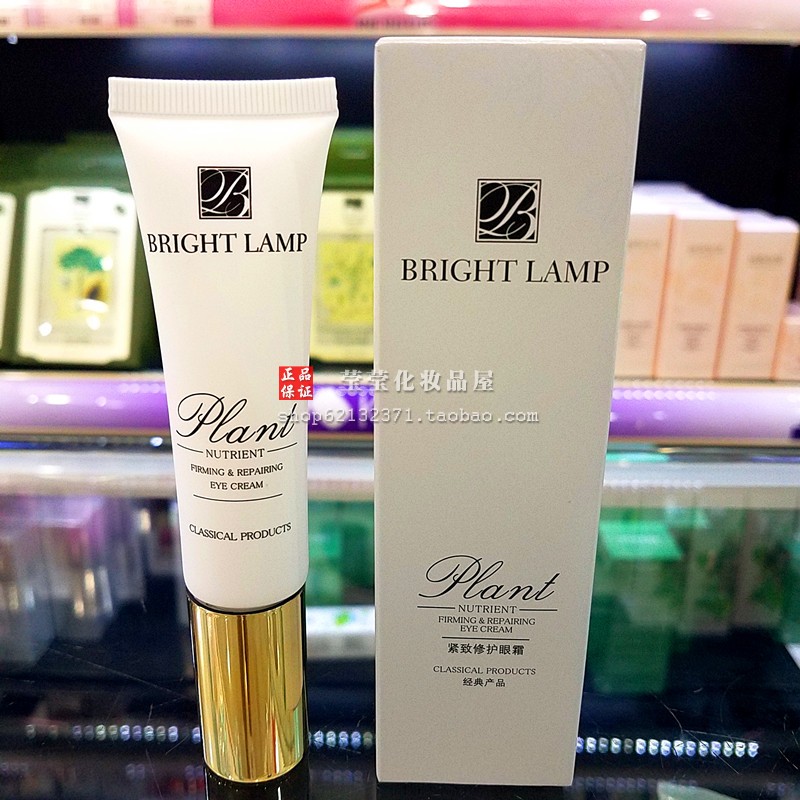 B
BRIGHT LAMP
Plant
NUTRIENT
FIRMING & REPAIRING
EYE CREAM
CLASSICAL PRODUCTS
B
BRIGHT LAMP
Plant
NUTRIENT
FIRMING & REPAIRING
EYE CREAM
紧致修护眼霜
CLASSICAL PRODUCTS
经典产品
正品
保证
莹莹化妆品屋
shop62132371.taobao.com